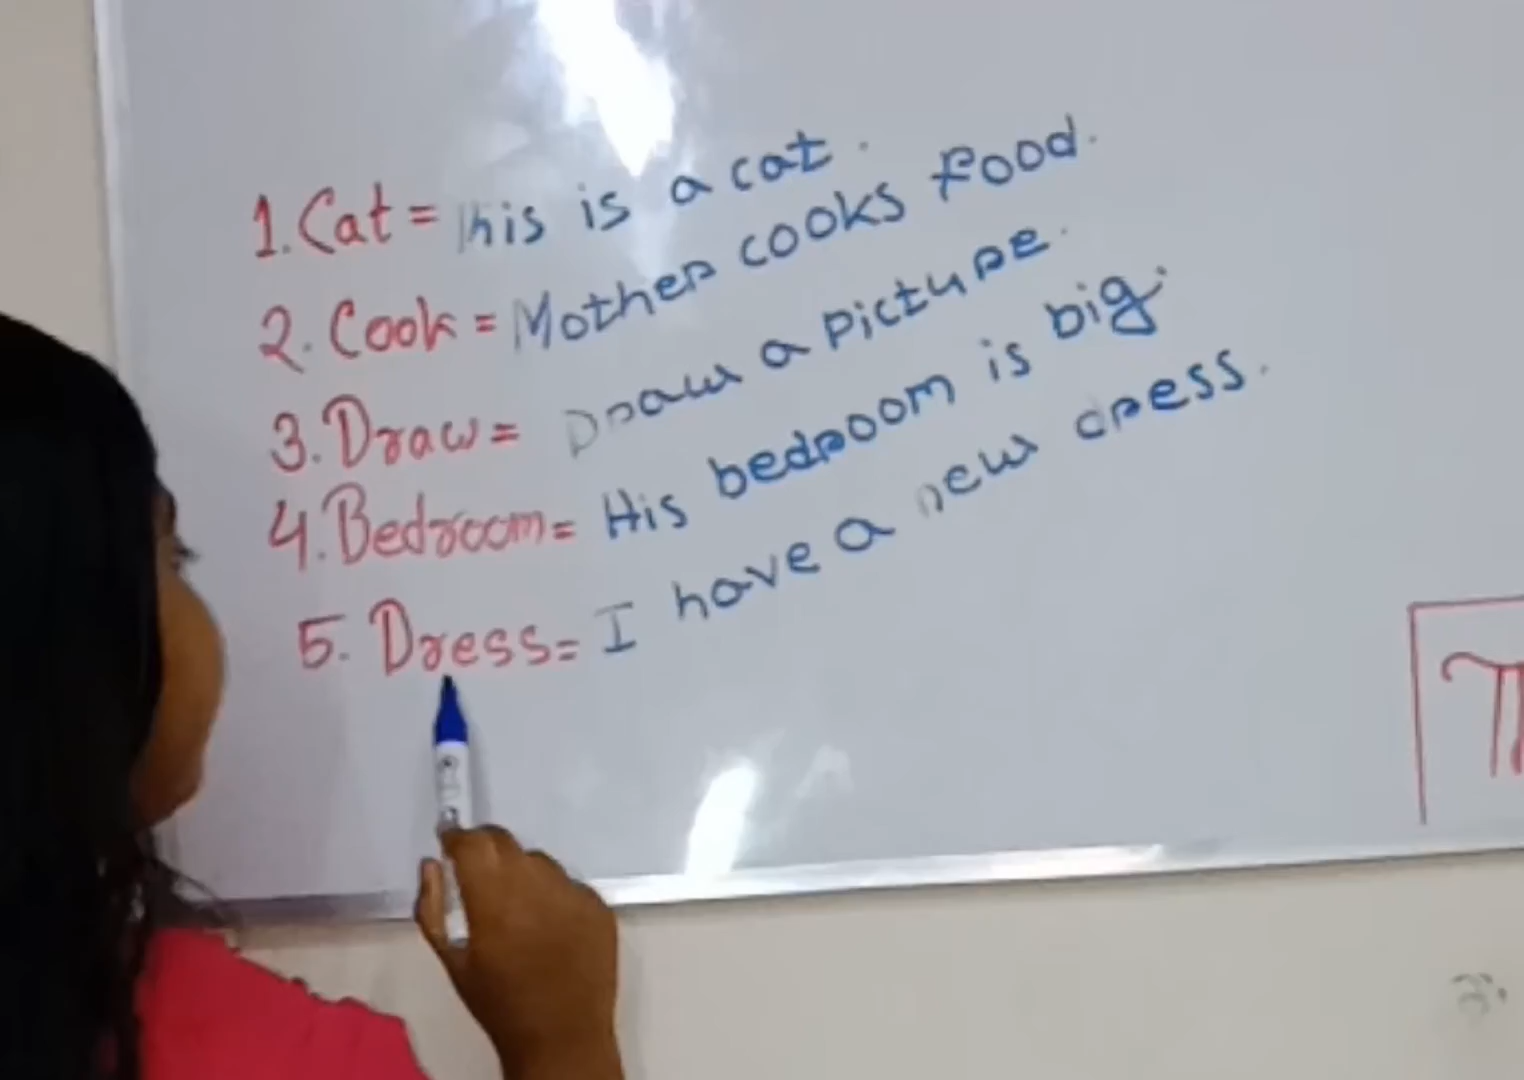 1. Cat = This is a cat.
2. Cook = Mother cooks food.
3. Draw = Draw a picture.
4. Bedroom = His bedroom is big.
5. Dress = I have a new dress.